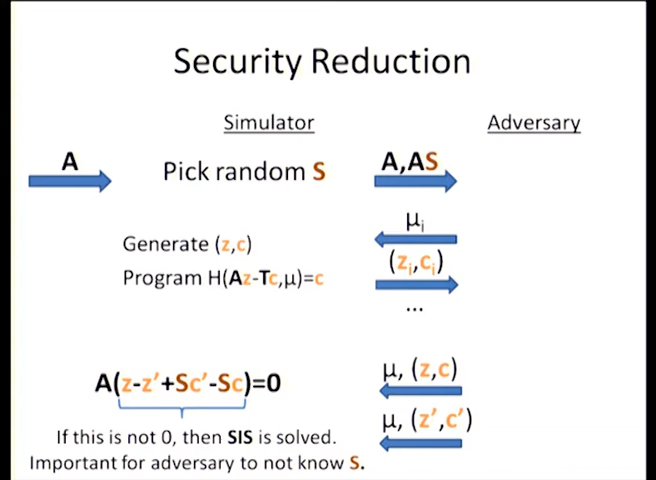 Security Reduction
Simulator
Adversary
A
Pick random S
A,AS
μi
Generate (z,c)
(zi,ci)
Program H(Az-Tc,μ)=c
...
A(z-z'+Sc'-Sc)=0
μ, (z,c)
μ, (z',c')
If this is not 0, then SIS is solved.
Important for adversary to not know S.